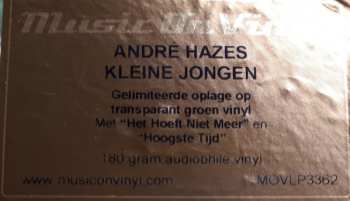 Music On Vinyl
ANDRÉ HAZES
KLEINE JONGEN
Gelimiteerde oplage op
transparant groen vinyl
Met "Het Hoeft Niet Meer" en
"Hoogste Tijd"
180 gram audiophile vinyl
www.musiconvinyl.com MOVLP3362